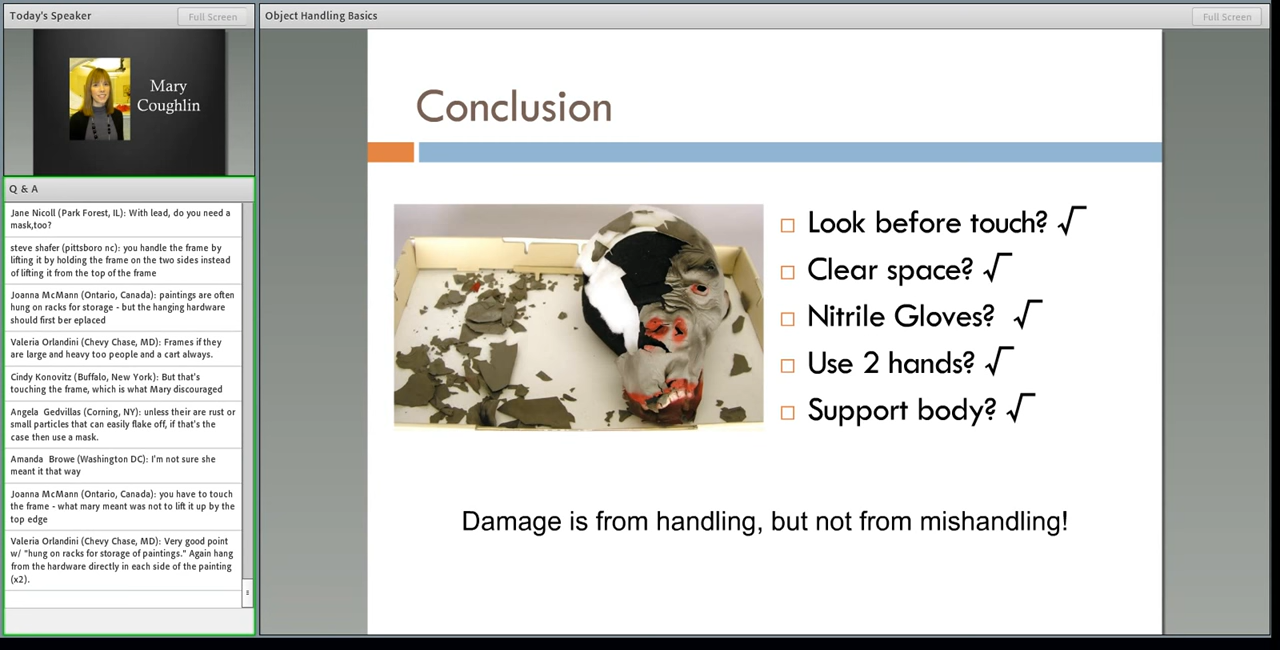 Today's Speaker
Full Screen
Mary
Coughlin
Q & A
Jane Nicoll (Park Forest, IL): With lead, do you need a
mask,too?
steve shafer (pittsboro nc): you handle the frame by
lifting it by holding the frame on the two sides instead
of lifting it from the top of the frame
Joanna McMann (Ontario, Canada): paintings are often
hung on racks for storage - but the hanging hardware
should first ber eplaced
Valeria Orlandini (Chevy Chase, MD): Frames if they
are large and heavy too people and a cart always.
Cindy Konovitz (Buffalo, New York): But that's
touching the frame, which is what Mary discouraged
Angela Gedvillas (Corning, NY): unless their are rust or
small particles that can easily flake off, if that's the
case then use a mask.
Amanda Browe (Washington DC): I'm not sure she
meant it that way
Joanna McMann (Ontario, Canada): you have to touch
the frame - what mary meant was not to lift it up by the
top edge
Valeria Orlandini (Chevy Chase, MD): Very good point
w/ "hung on racks for storage of paintings." Again hang
from the hardware directly in each side of the painting
(x2).
Object Handling Basics
Full Screen
Conclusion
Look before touch? √
Clear space? √
Nitrile Gloves? √
Use 2 hands? √
Support body? √
Damage is from handling, but not from mishandling!